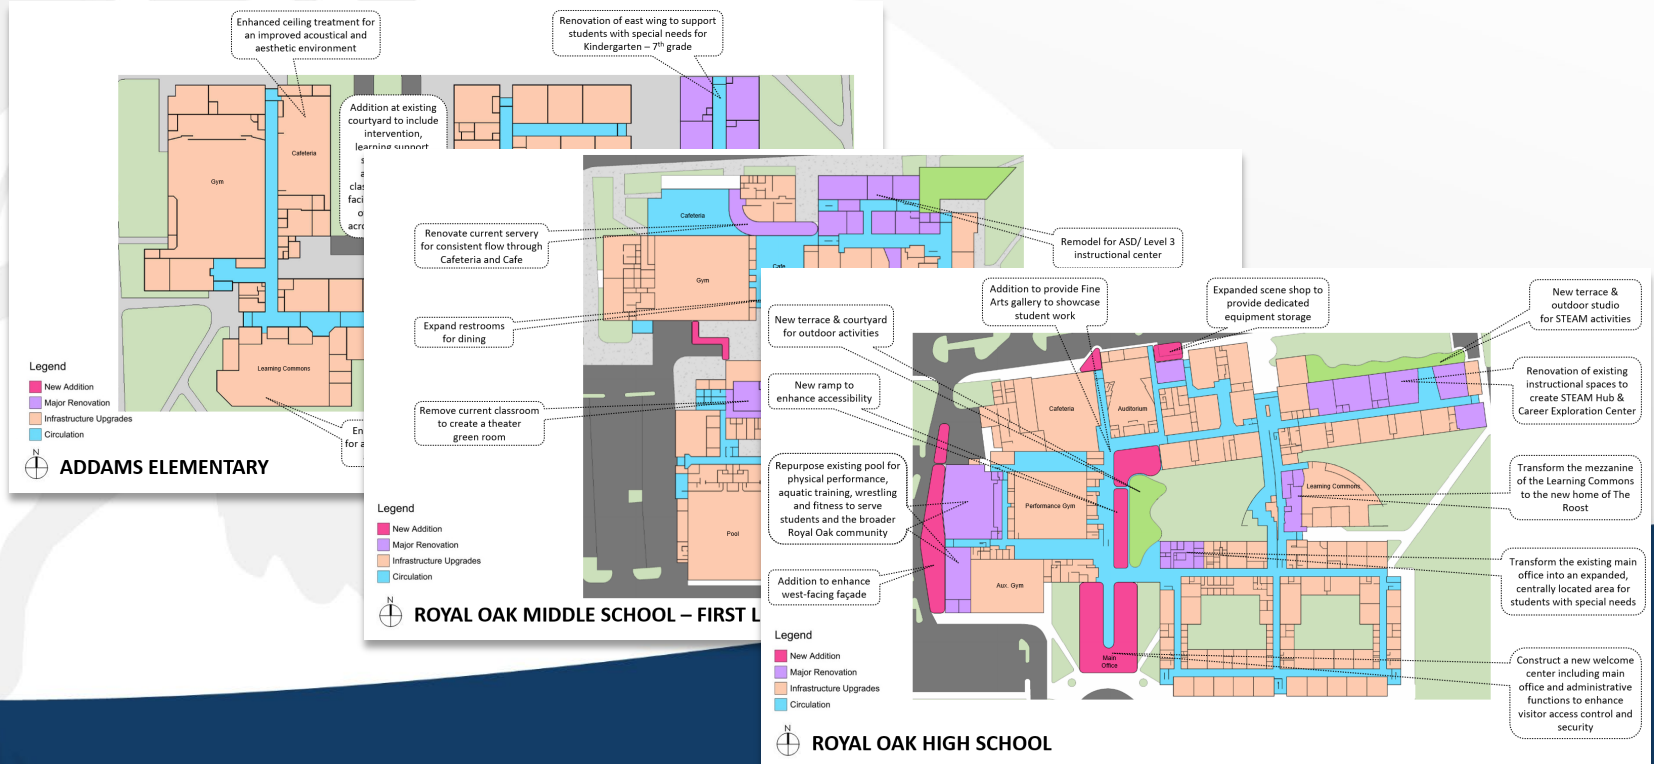 Enhanced ceiling treatment for
an improved acoustical and
aesthetic environment
Renovation of east wing to support
students with special needs for
Kindergarten – 7th grade
Addition at existing
courtyard to include
intervention,
learning support
Cafeteria
Gym
Learning Commons
Legend
New Addition
Major Renovation
Infrastructure Upgrades
Circulation
N
ADDAMS ELEMENTARY
Renovate current servery
for consistent flow through
Cafeteria and Cafe
Expand restrooms
for dining
Remove current classroom
to create a theater
green room
Remodel for ASD/ Level 3
instructional center
Cafeteria
Cafe
Gym
Pool
Legend
New Addition
Major Renovation
Infrastructure Upgrades
Circulation
N
ROYAL OAK MIDDLE SCHOOL – FIRST L
New terrace & courtyard
for outdoor activities
New ramp to
enhance accessibility
Repurpose existing pool for
physical performance,
aquatic training, wrestling
and fitness to serve
students and the broader
Royal Oak community
Addition to enhance
west-facing façade
Addition to provide Fine
Arts gallery to showcase
student work
Expanded scene shop to
provide dedicated
equipment storage
New terrace &
outdoor studio
for STEAM activities
Renovation of existing
instructional spaces to
create STEAM Hub &
Career Exploration Center
Transform the mezzanine
of the Learning Commons
to the new home of The
Roost
Transform the existing main
office into an expanded,
centrally located area for
students with special needs
Construct a new welcome
center including main
office and administrative
functions to enhance
visitor access control and
security
Cafeteria
Auditorium
Learning Commons
Performance Gym
Aux. Gym
Main
Office
Legend
New Addition
Major Renovation
Infrastructure Upgrades
Circulation
N
ROYAL OAK HIGH SCHOOL